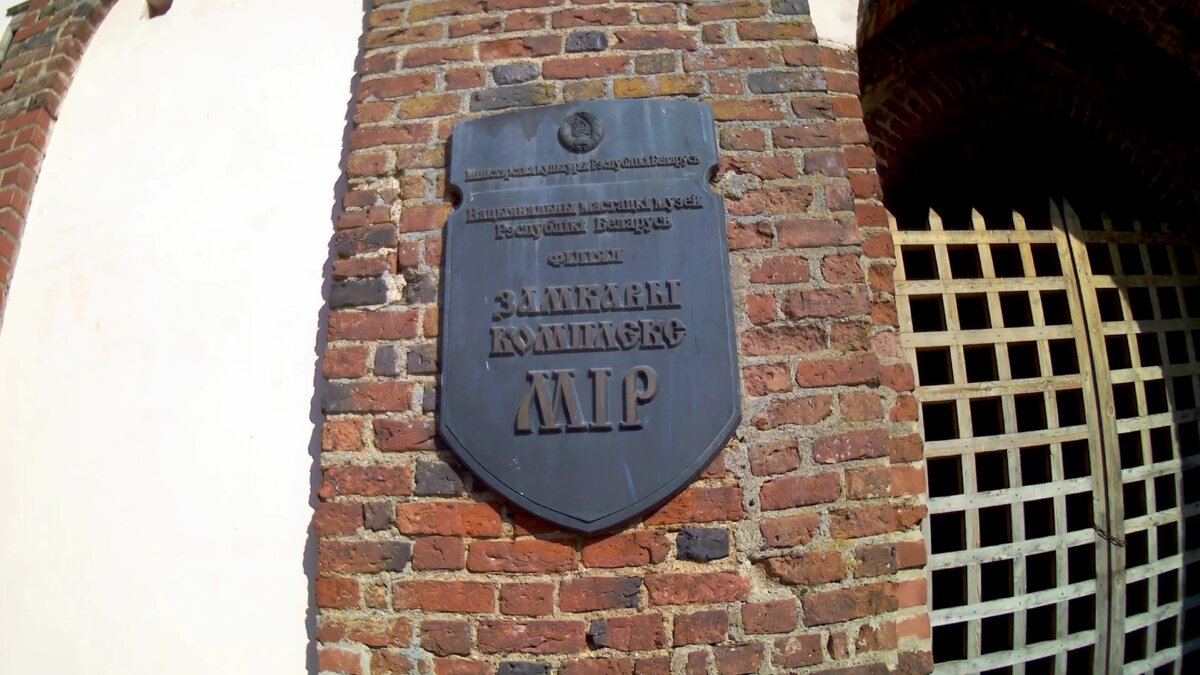 Міністэрства культуры Рэспублікі Беларусь
Нацыянальны мастацкі музей
Рэспублікі Беларусь
ФІЛІЯЛ
ЗАМКАВЫ
КОМПЛЕКС
МІР